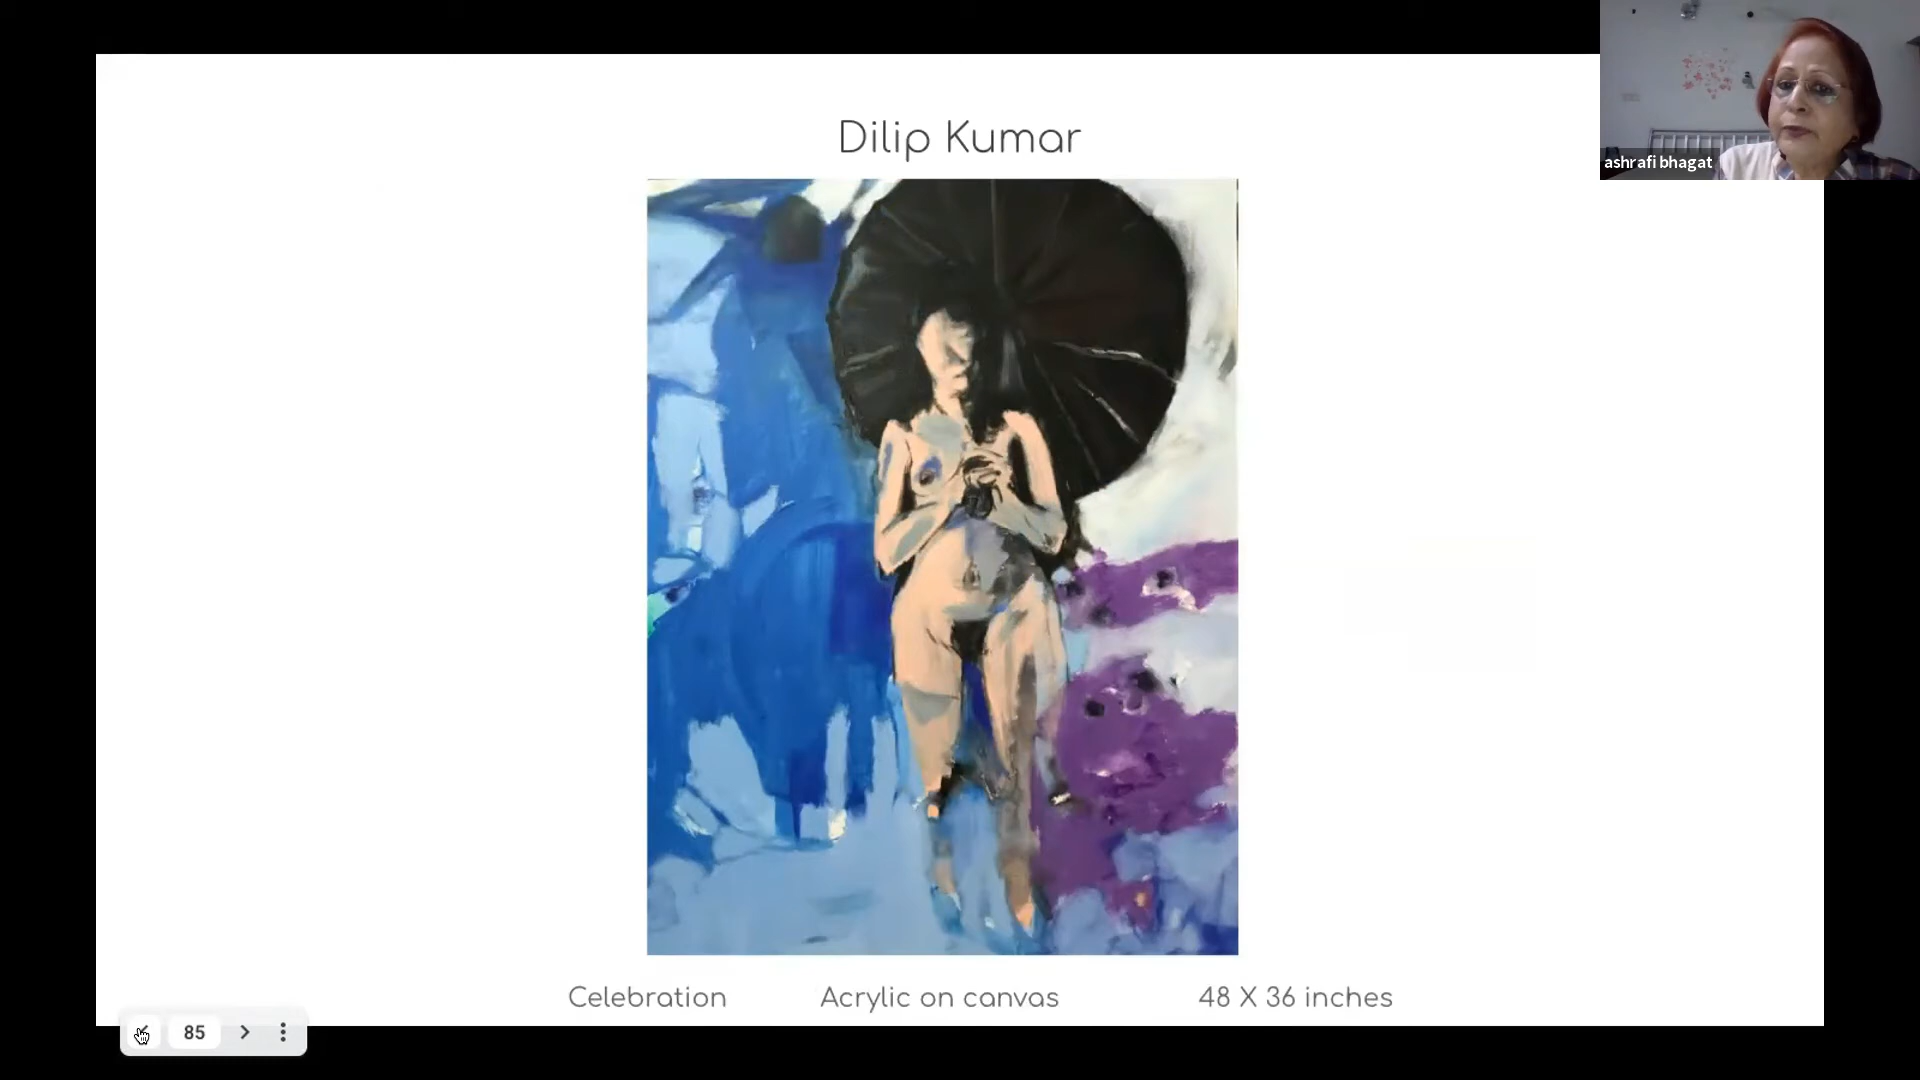 Dilip Kumar
ashrafi bhagat
Celebration Acrylic on canvas 48 X 36 inches
85